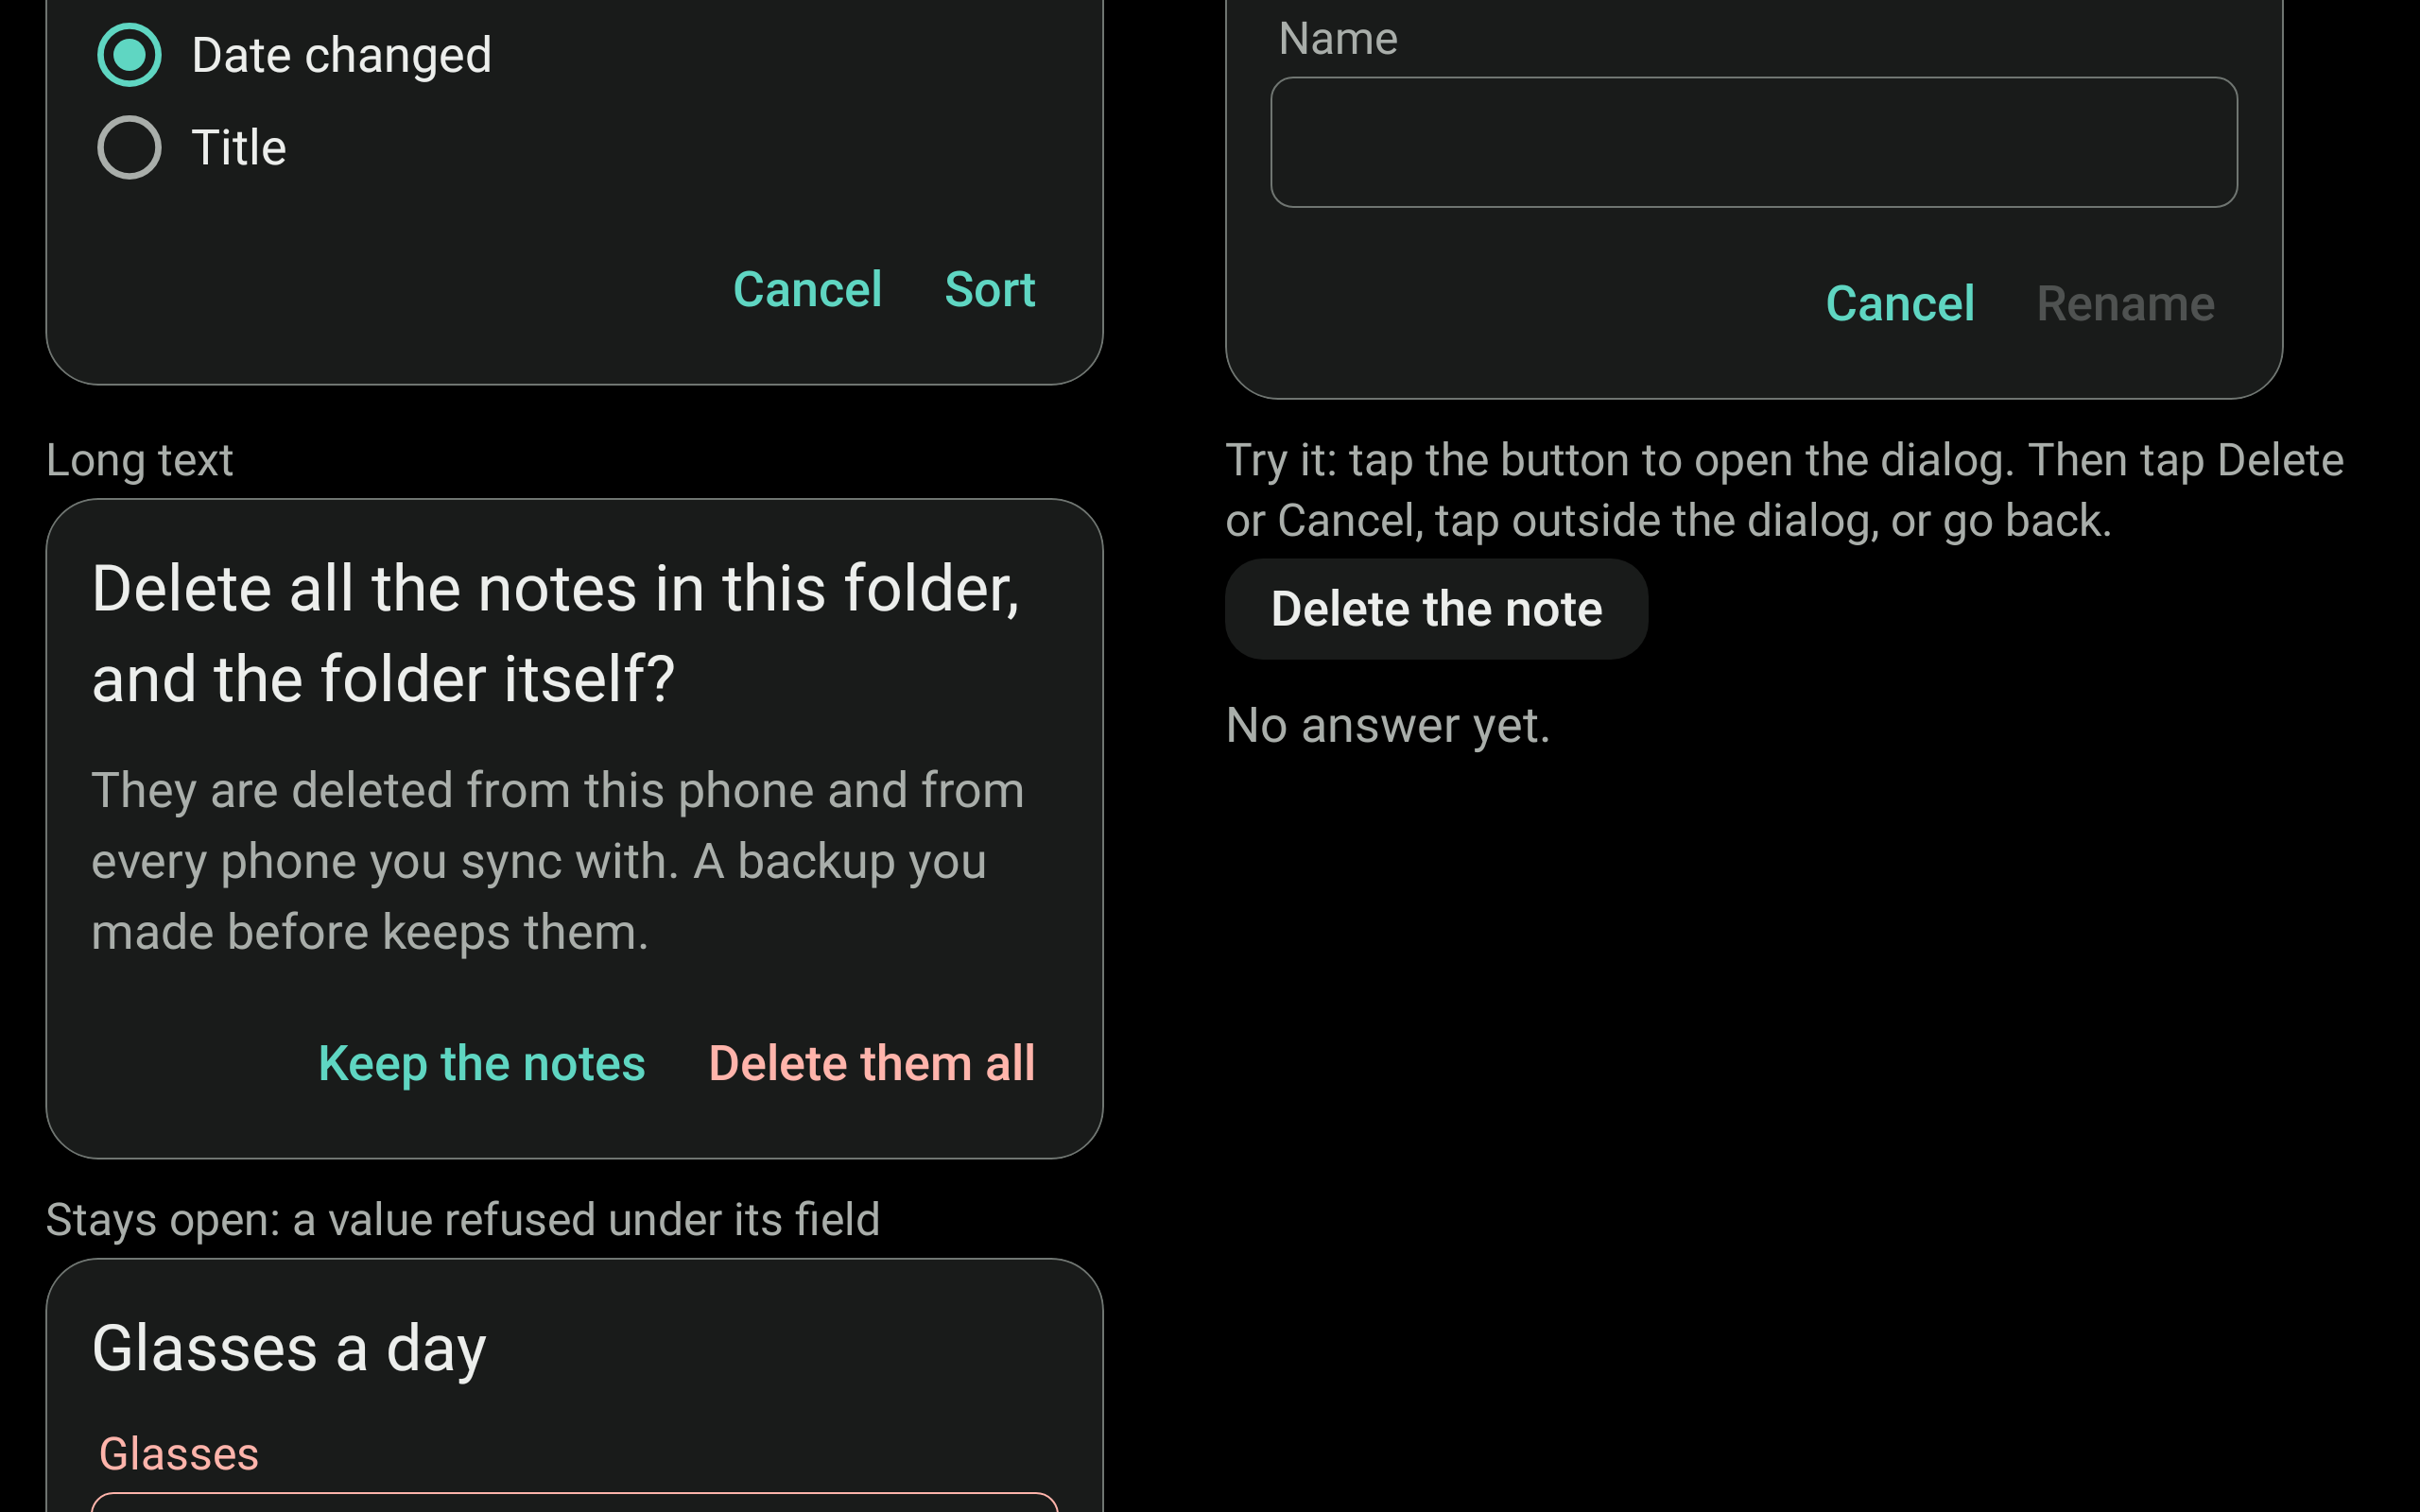 Date changed
Title
Cancel Sort
Long text
Delete all the notes in this folder,
and the folder itself?
They are deleted from this phone and from
every phone you sync with. A backup you
made before keeps them.
Keep the notes Delete them all
Stays open: a value refused under its field
Glasses a day
Glasses
Name
Cancel Rename
Try it: tap the button to open the dialog. Then tap Delete
or Cancel, tap outside the dialog, or go back.
Delete the note
No answer yet.